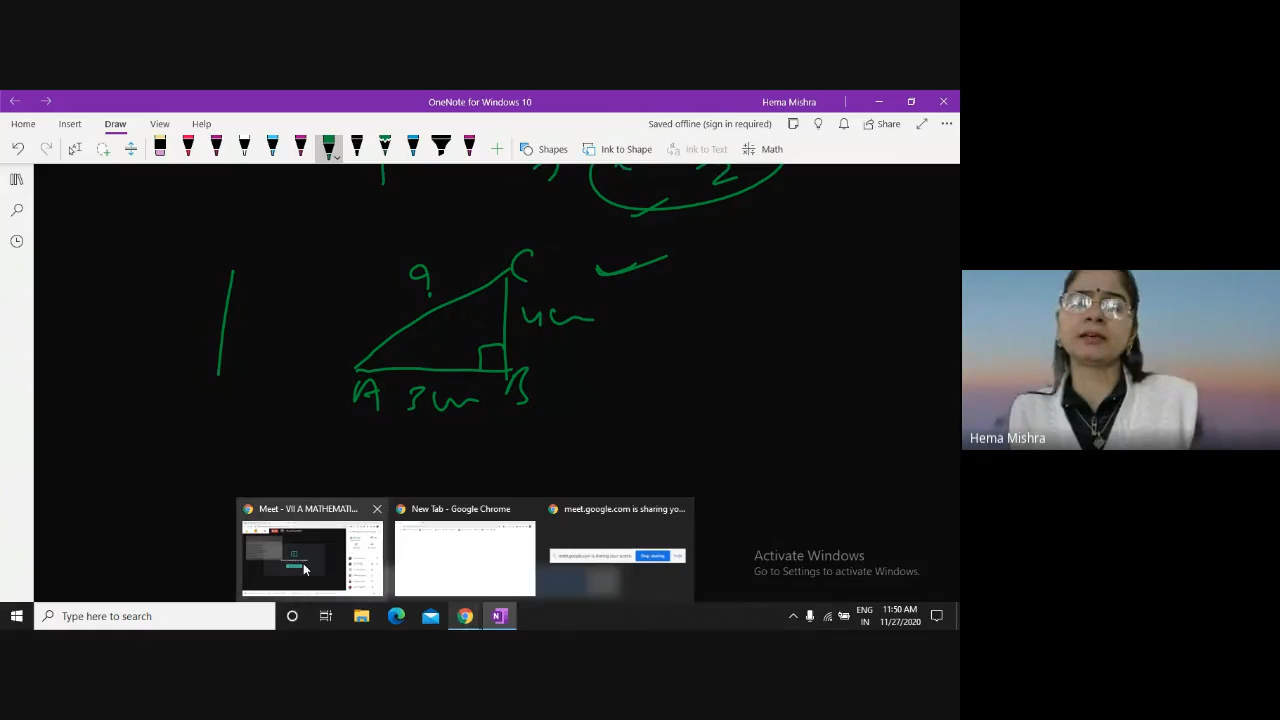 OneNote for Windows 10
Hema Mishra
Home Insert Draw View Help
Saved offline (sign in required)
Share
Shapes
Ink to Shape
Ink to Text
Math
2
?
C
4cm
A 3cm B
Hema Mishra
Meet - VII A MATHEMATI...
New Tab - Google Chrome
meet.google.com is sharing yo...
Stop sharing
Activate Windows
Go to Settings to activate Windows.
Type here to search
ENG
IN
11:50 AM
11/27/2020